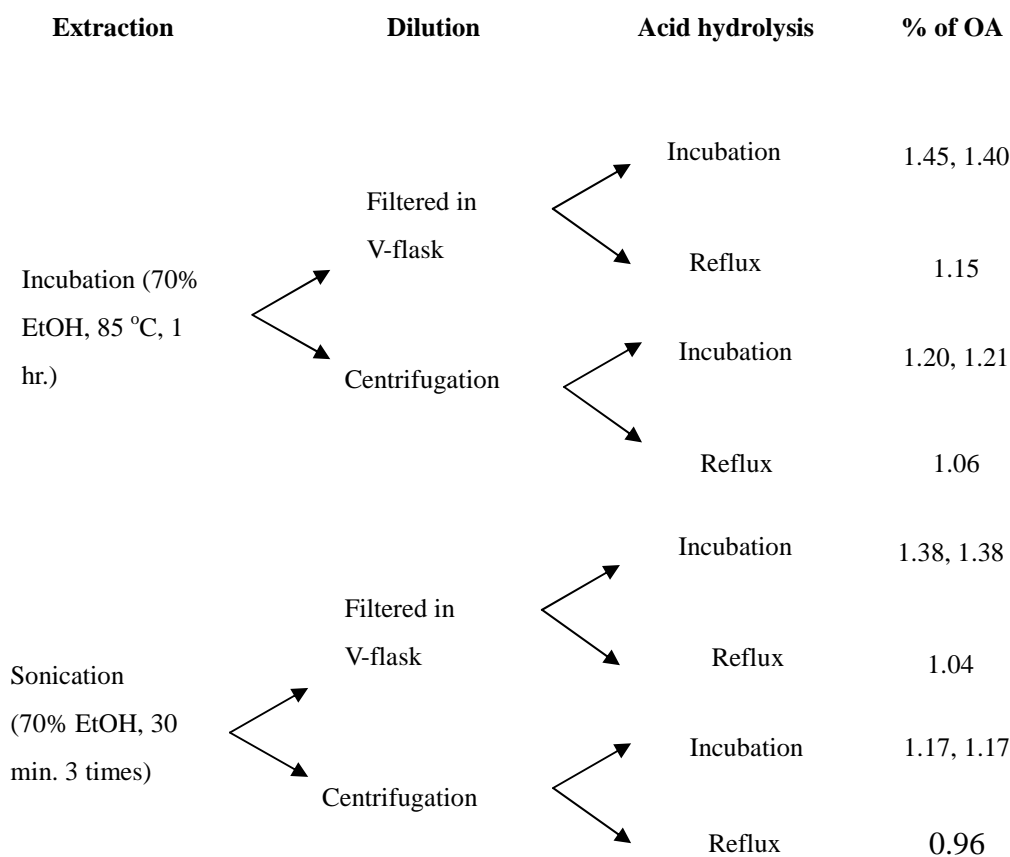 Extraction Dilution Acid hydrolysis % of OA
Incubation 1.45, 1.40
Filtered in
V-flask
Reflux 1.15
Incubation (70%
EtOH, 85 °C, 1
hr.)
Incubation 1.20, 1.21
Centrifugation
Reflux 1.06
Incubation 1.38, 1.38
Filtered in
V-flask
Reflux 1.04
Sonication
(70% EtOH, 30
min. 3 times)
Incubation 1.17, 1.17
Centrifugation
Reflux 0.96